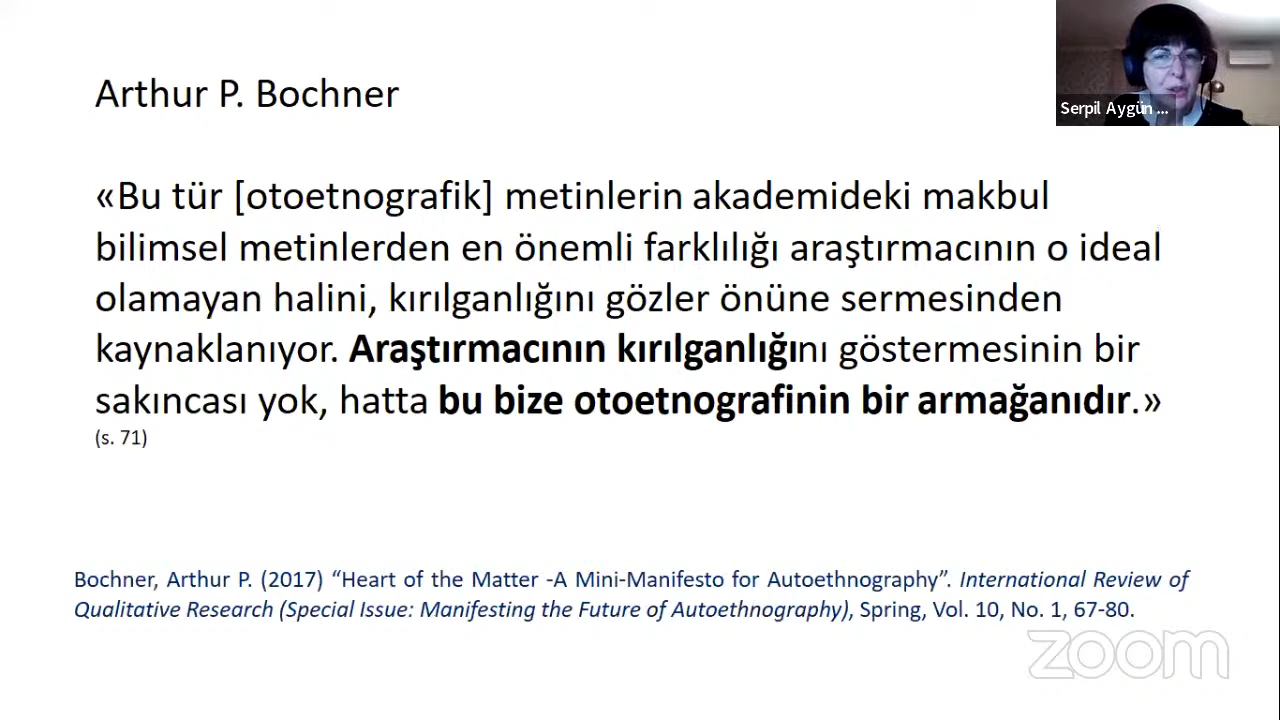 Arthur P. Bochner
Serpil Aygün ...
«Bu tür [otoetnografik] metinlerin akademideki makbul
bilimsel metinlerden en önemli farklılığı araştırmacının o ideal
olamayan halini, kırılganlığını gözler önüne sermesinden
kaynaklanıyor. Araştırmacının kırılganlığını göstermesinin bir
sakıncası yok, hatta bu bize otoetnografinin bir armağanıdır.»
(s. 71)
Bochner, Arthur P. (2017) “Heart of the Matter -A Mini-Manifesto for Autoethnography”. International Review of
Qualitative Research (Special Issue: Manifesting the Future of Autoethnography), Spring, Vol. 10, No. 1, 67-80.
zoom